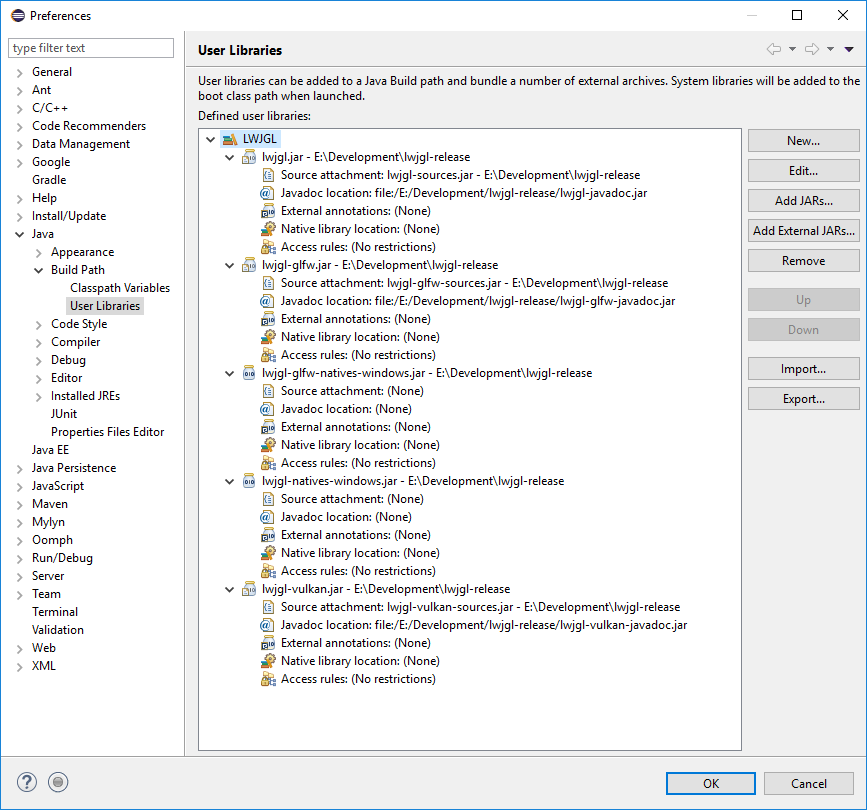 Preferences
type filter text
General
Ant
C/C++
Code Recommenders
Data Management
Google
Gradle
Help
Install/Update
Java
Appearance
Build Path
Classpath Variables
User Libraries
Code Style
Compiler
Debug
Editor
Installed JREs
JUnit
Properties Files Editor
Java EE
Java Persistence
JavaScript
Maven
Mylyn
Oomph
Run/Debug
Server
Team
Terminal
Validation
Web
XML
User Libraries
User libraries can be added to a Java Build path and bundle a number of external archives. System libraries will be added to the
boot class path when launched.
Defined user libraries:
LWJGL
lwjgl.jar - E:\Development\lwjgl-release
Source attachment: lwjgl-sources.jar - E:\Development\lwjgl-release
Javadoc location: file:/E:/Development/lwjgl-release/lwjgl-javadoc.jar
External annotations: (None)
Native library location: (None)
Access rules: (No restrictions)
lwjgl-glfw.jar - E:\Development\lwjgl-release
Source attachment: lwjgl-glfw-sources.jar - E:\Development\lwjgl-release
Javadoc location: file:/E:/Development/lwjgl-release/lwjgl-glfw-javadoc.jar
External annotations: (None)
Native library location: (None)
Access rules: (No restrictions)
lwjgl-glfw-natives-windows.jar - E:\Development\lwjgl-release
Source attachment: (None)
Javadoc location: (None)
External annotations: (None)
Native library location: (None)
Access rules: (No restrictions)
lwjgl-natives-windows.jar - E:\Development\lwjgl-release
Source attachment: (None)
Javadoc location: (None)
External annotations: (None)
Native library location: (None)
Access rules: (No restrictions)
lwjgl-vulkan.jar - E:\Development\lwjgl-release
Source attachment: lwjgl-vulkan-sources.jar - E:\Development\lwjgl-release
Javadoc location: file:/E:/Development/lwjgl-release/lwjgl-vulkan-javadoc.jar
External annotations: (None)
Native library location: (None)
Access rules: (No restrictions)
New...
Edit...
Add JARs...
Add External JARs...
Remove
Up
Down
Import...
Export...
OK
Cancel